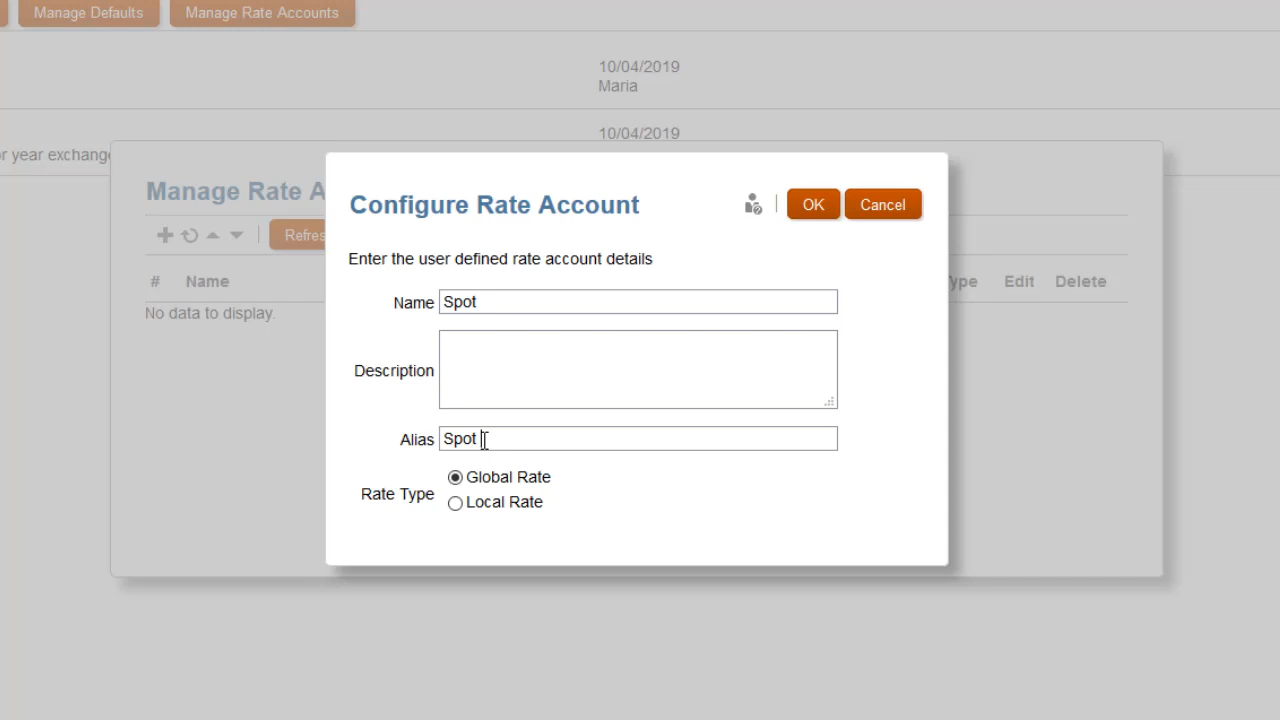 Manage Defaults Manage Rate Accounts
10/04/2019
Maria
10/04/2019
r year exchang
Manage Rate A
Configure Rate Account
OK Cancel
Refres
Enter the user defined rate account details
# Name
Type Edit Delete
Name Spot
No data to display.
Description
Alias Spot
Global Rate
Rate Type
Local Rate